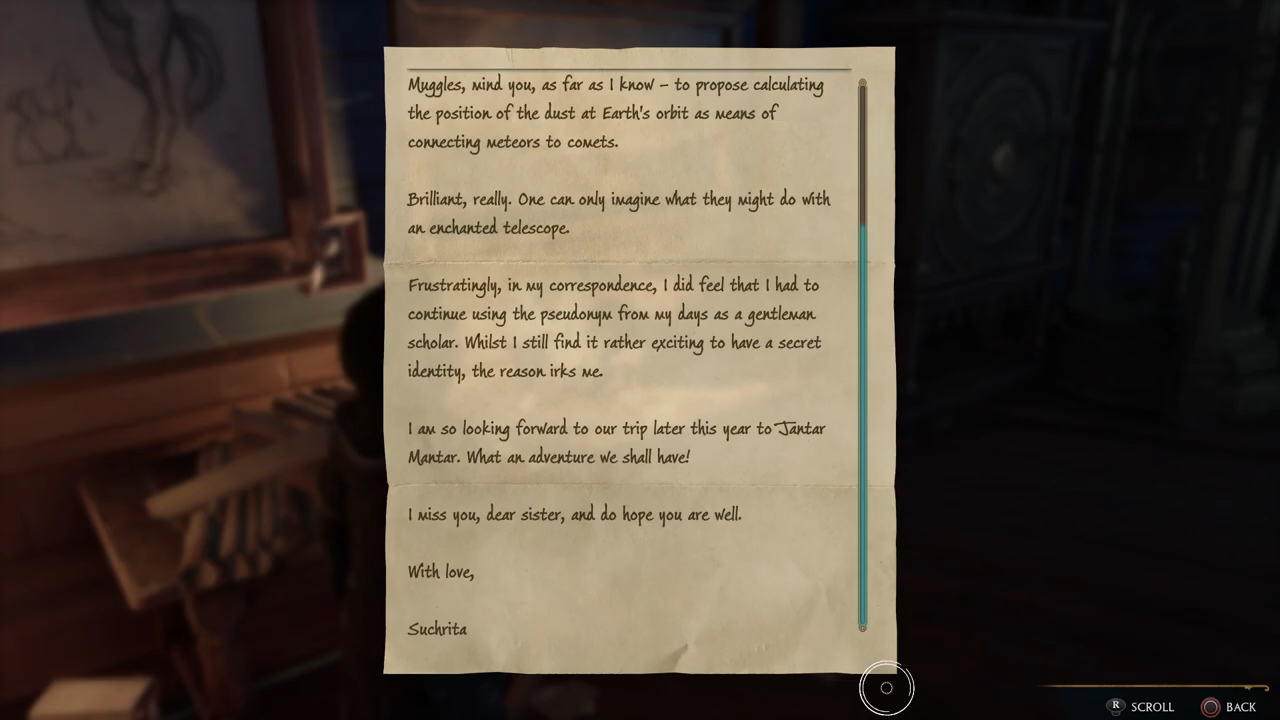 Muggles, mind you, as far as I know – to propose calculating
the position of the dust at Earth's orbit as means of
connecting meteors to comets.
Brilliant, really. One can only imagine what they might do with
an enchanted telescope.
Frustratingly, in my correspondence, I did feel that I had to
continue using the pseudonym from my days as a gentleman
scholar. Whilst I still find it rather exciting to have a secret
identity, the reason irks me.
I am so looking forward to our trip later this year to Jantar
Mantar. What an adventure we shall have!
I miss you, dear sister, and do hope you are well.
With love,
Suchrita
R SCROLL BACK